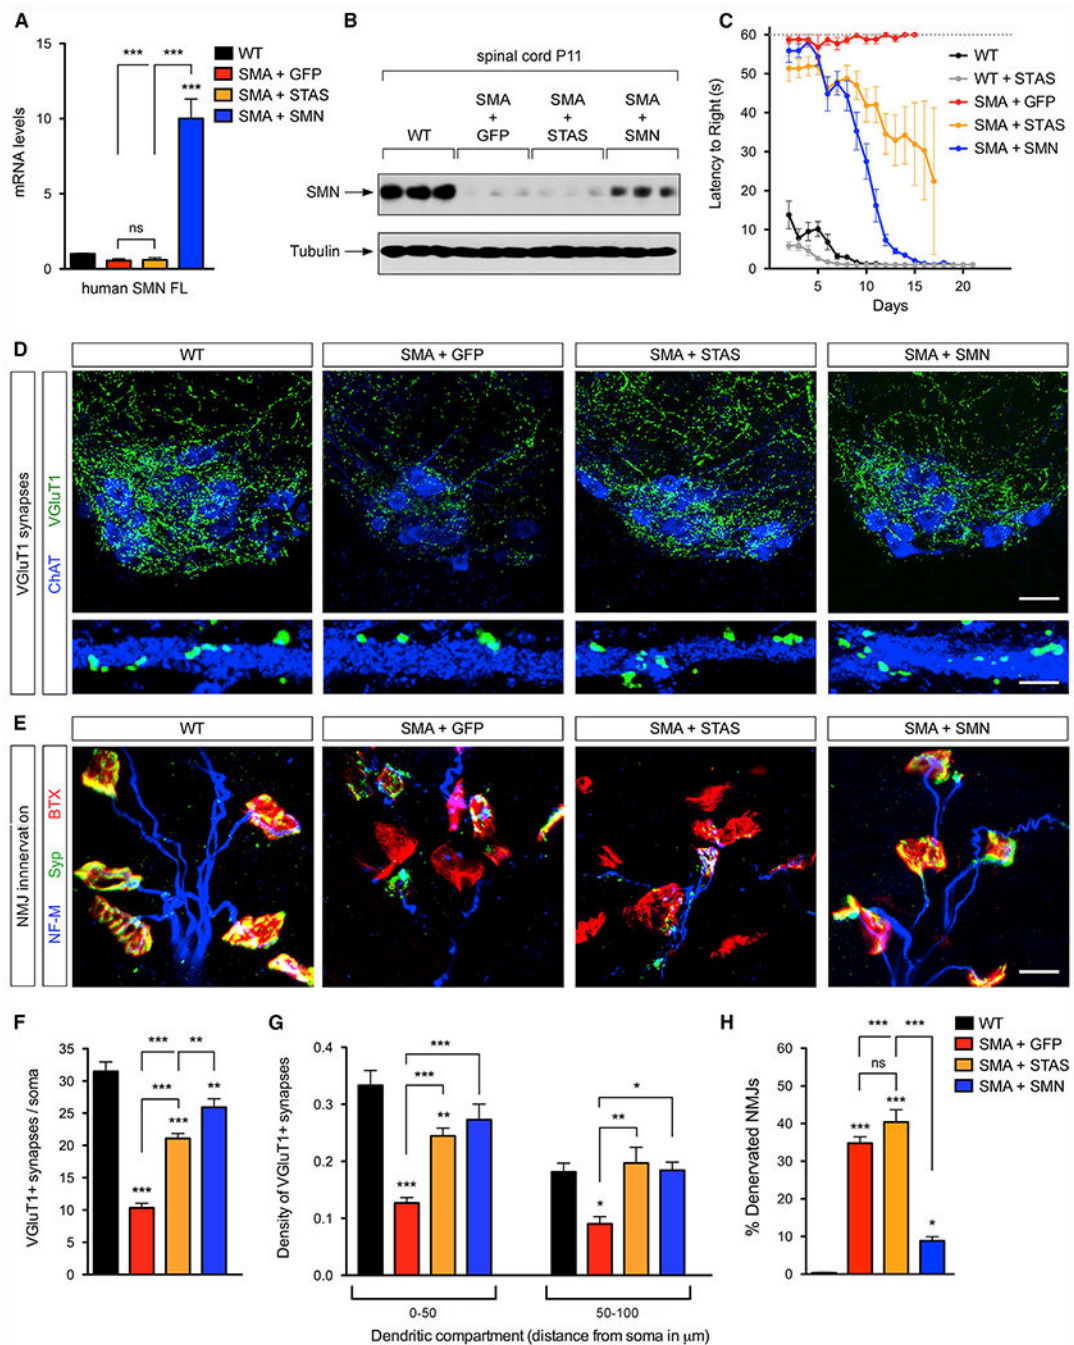 A
15
10
5
0
mRNA levels
***
***
***
ns
human SMN FL
WT
SMA + GFP
SMA + STAS
SMA + SMN
B
spinal cord P11
WT
SMA
+
GFP
SMA
+
STAS
SMA
+
SMN
SMN
Tubulin
C
60
50
40
30
20
10
0
Latency to Right (s)
5
10
15
20
Days
WT
WT + STAS
SMA + GFP
SMA + STAS
SMA + SMN
D
WT
SMA + GFP
SMA + STAS
SMA + SMN
VGluT1 synapses
ChAT VGluT1
E
WT
SMA + GFP
SMA + STAS
SMA + SMN
NMJ innnervation
NF-M Syp BTX
F
35
30
25
20
15
10
5
0
VGluT1+ synapses / soma
***
**
***
***
***
**
G
0.4
0.3
0.2
0.1
0.0
Density of VGluT1+ synapses
***
***
***
**
*
**
*
0-50
50-100
Dendritic compartment (distance from soma in μm)
H
60
50
40
30
20
10
0
% Denervated NMJs
***
***
ns
***
***
*
WT
SMA + GFP
SMA + STAS
SMA + SMN